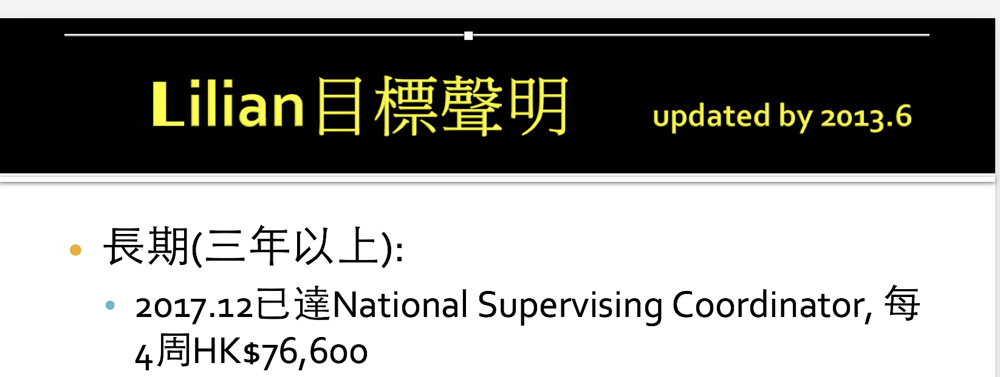 Lilian目標聲明 updated by 2013.6
長期(三年以上):
2017.12已達National Supervising Coordinator, 每
4周HK$76,600